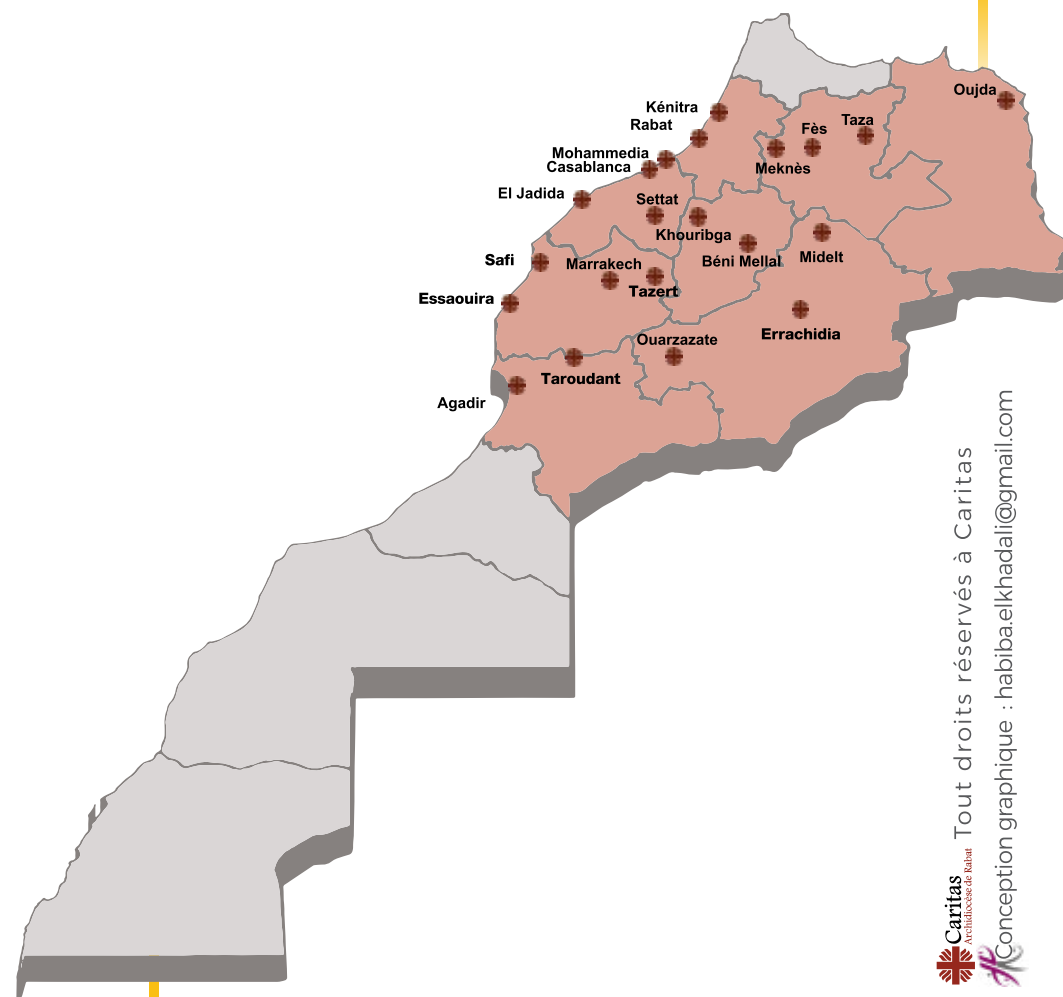 Oujda
Kénitra
Rabat
Taza
Fès
Mohammedia
Casablanca
Meknès
El Jadida
Settat
Khouribga
Safi
Marrakech
Béni Mellal
Midelt
Tazert
Essaouira
Errachidia
Ouarzazate
Taroudant
Agadir
Tout droits réservés à Caritas
Conception graphique : habiba.elkhadali@gmail.com
Caritas
Archidiocèse de Rabat